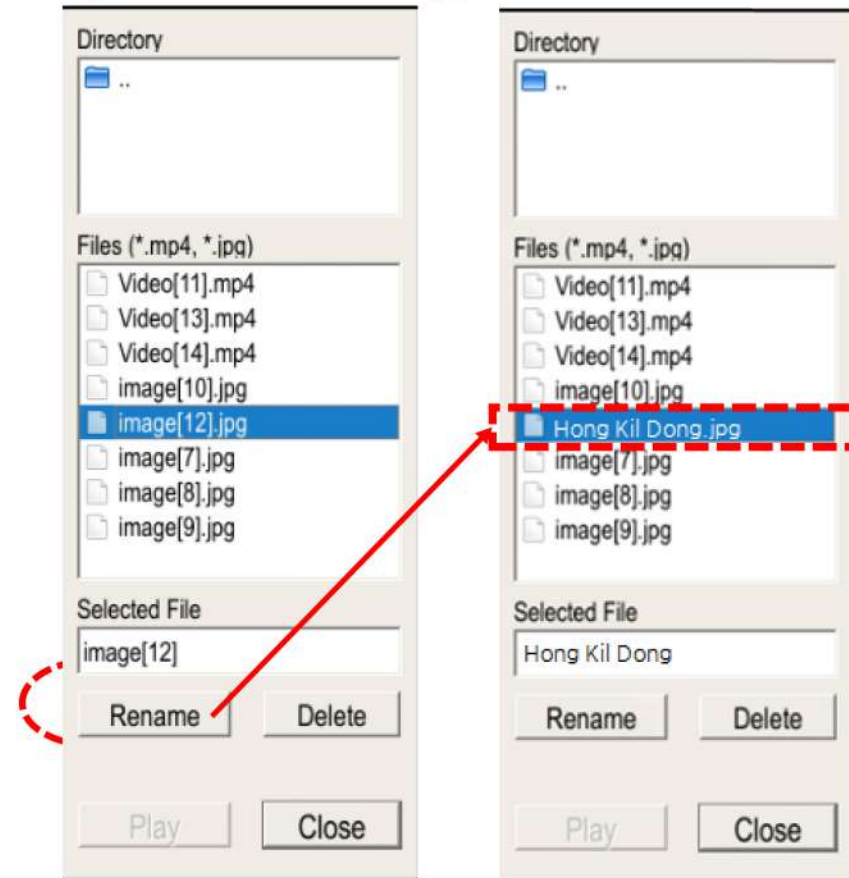 Directory
..
Files (*.mp4, *.jpg)
Video[11].mp4
Video[13].mp4
Video[14].mp4
image[10].jpg
image[12].jpg
image[7].jpg
image[8].jpg
image[9].jpg
Selected File
image[12]
Rename Delete
Play Close
Directory
..
Files (*.mp4, *.jpg)
Video[11].mp4
Video[13].mp4
Video[14].mp4
image[10].jpg
Hong Kil Dong.jpg
image[7].jpg
image[8].jpg
image[9].jpg
Selected File
Hong Kil Dong
Rename Delete
Play Close